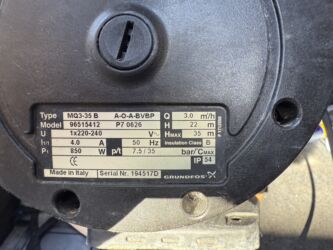 Type MQ3-35 B A-O-A-BVBP Q 3.0 m³/h
Model 96515412 P7 0626 H 22 m
U 1x220-240 V~ HMAX 35 m
I1/1 4.0 A 50 Hz Insulation Class B
P1 850 W p/t 7.5 / 35 bar/°CMAX
CE IP 54
Made in Italy Serial Nr. 194517D GRUNDFOS